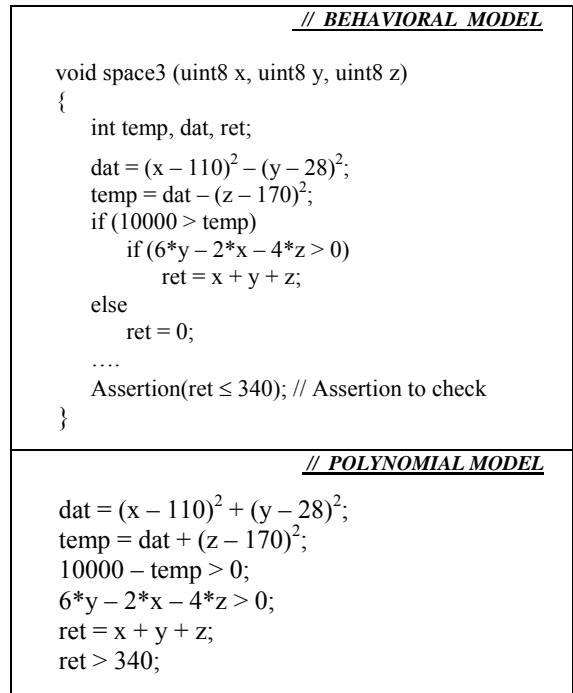 // BEHAVIORAL MODEL
void space3 (uint8 x, uint8 y, uint8 z)
{
int temp, dat, ret;
dat = (x – 110)² – (y – 28)²;
temp = dat – (z – 170)²;
if (10000 > temp)
if (6*y – 2*x – 4*z > 0)
ret = x + y + z;
else
ret = 0;
….
Assertion(ret ≤ 340); // Assertion to check
}
// POLYNOMIAL MODEL
dat = (x – 110)² + (y – 28)²;
temp = dat + (z – 170)²;
10000 – temp > 0;
6*y – 2*x – 4*z > 0;
ret = x + y + z;
ret > 340;